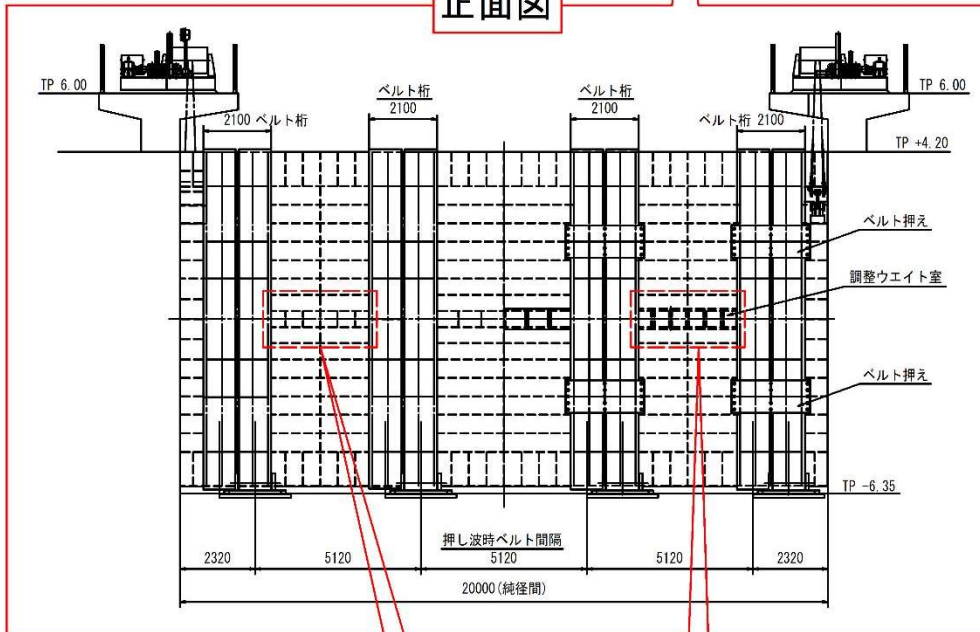 正面図
TP 6.00
TP 6.00
ベルト桁
2100
ベルト桁
2100
2100 ベルト桁
ベルト桁 2100
TP +4.20
ベルト押え
調整ウエイト室
ベルト押え
TP -6.35
押し波時ベルト間隔
2320
5120
5120
5120
2320
20000(純径間)